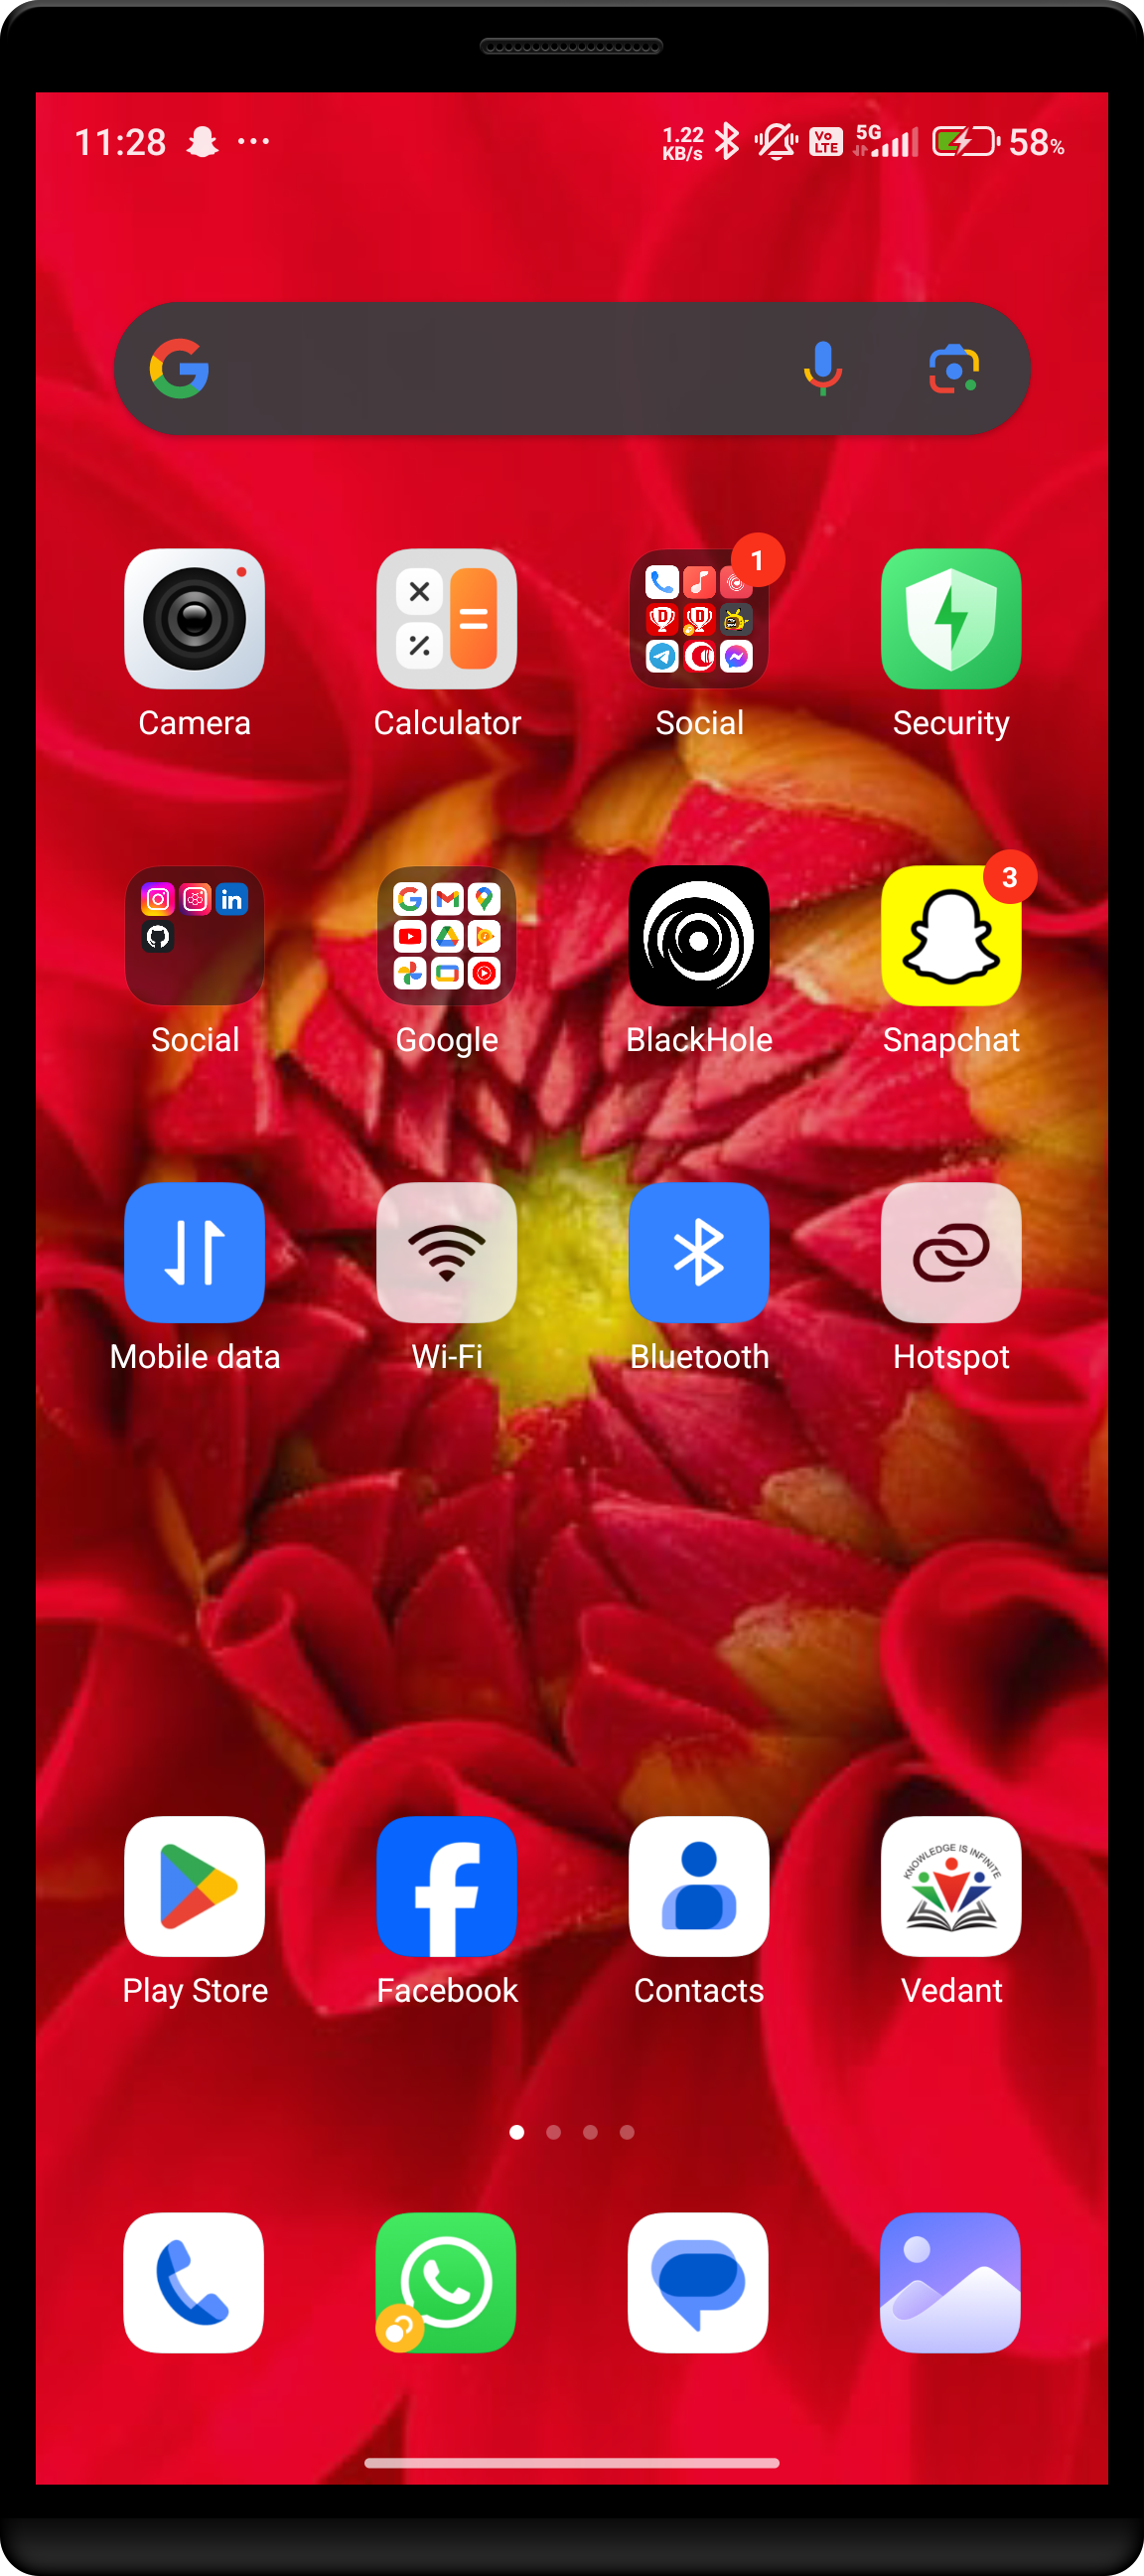 11:28 ... 1.22 KB/s Vo LTE 5G 58%
1
Camera Calculator Social Security
3
Social Google BlackHole Snapchat
Mobile data Wi-Fi Bluetooth Hotspot
KNOWLEDGE IS INFINITE
Play Store Facebook Contacts Vedant